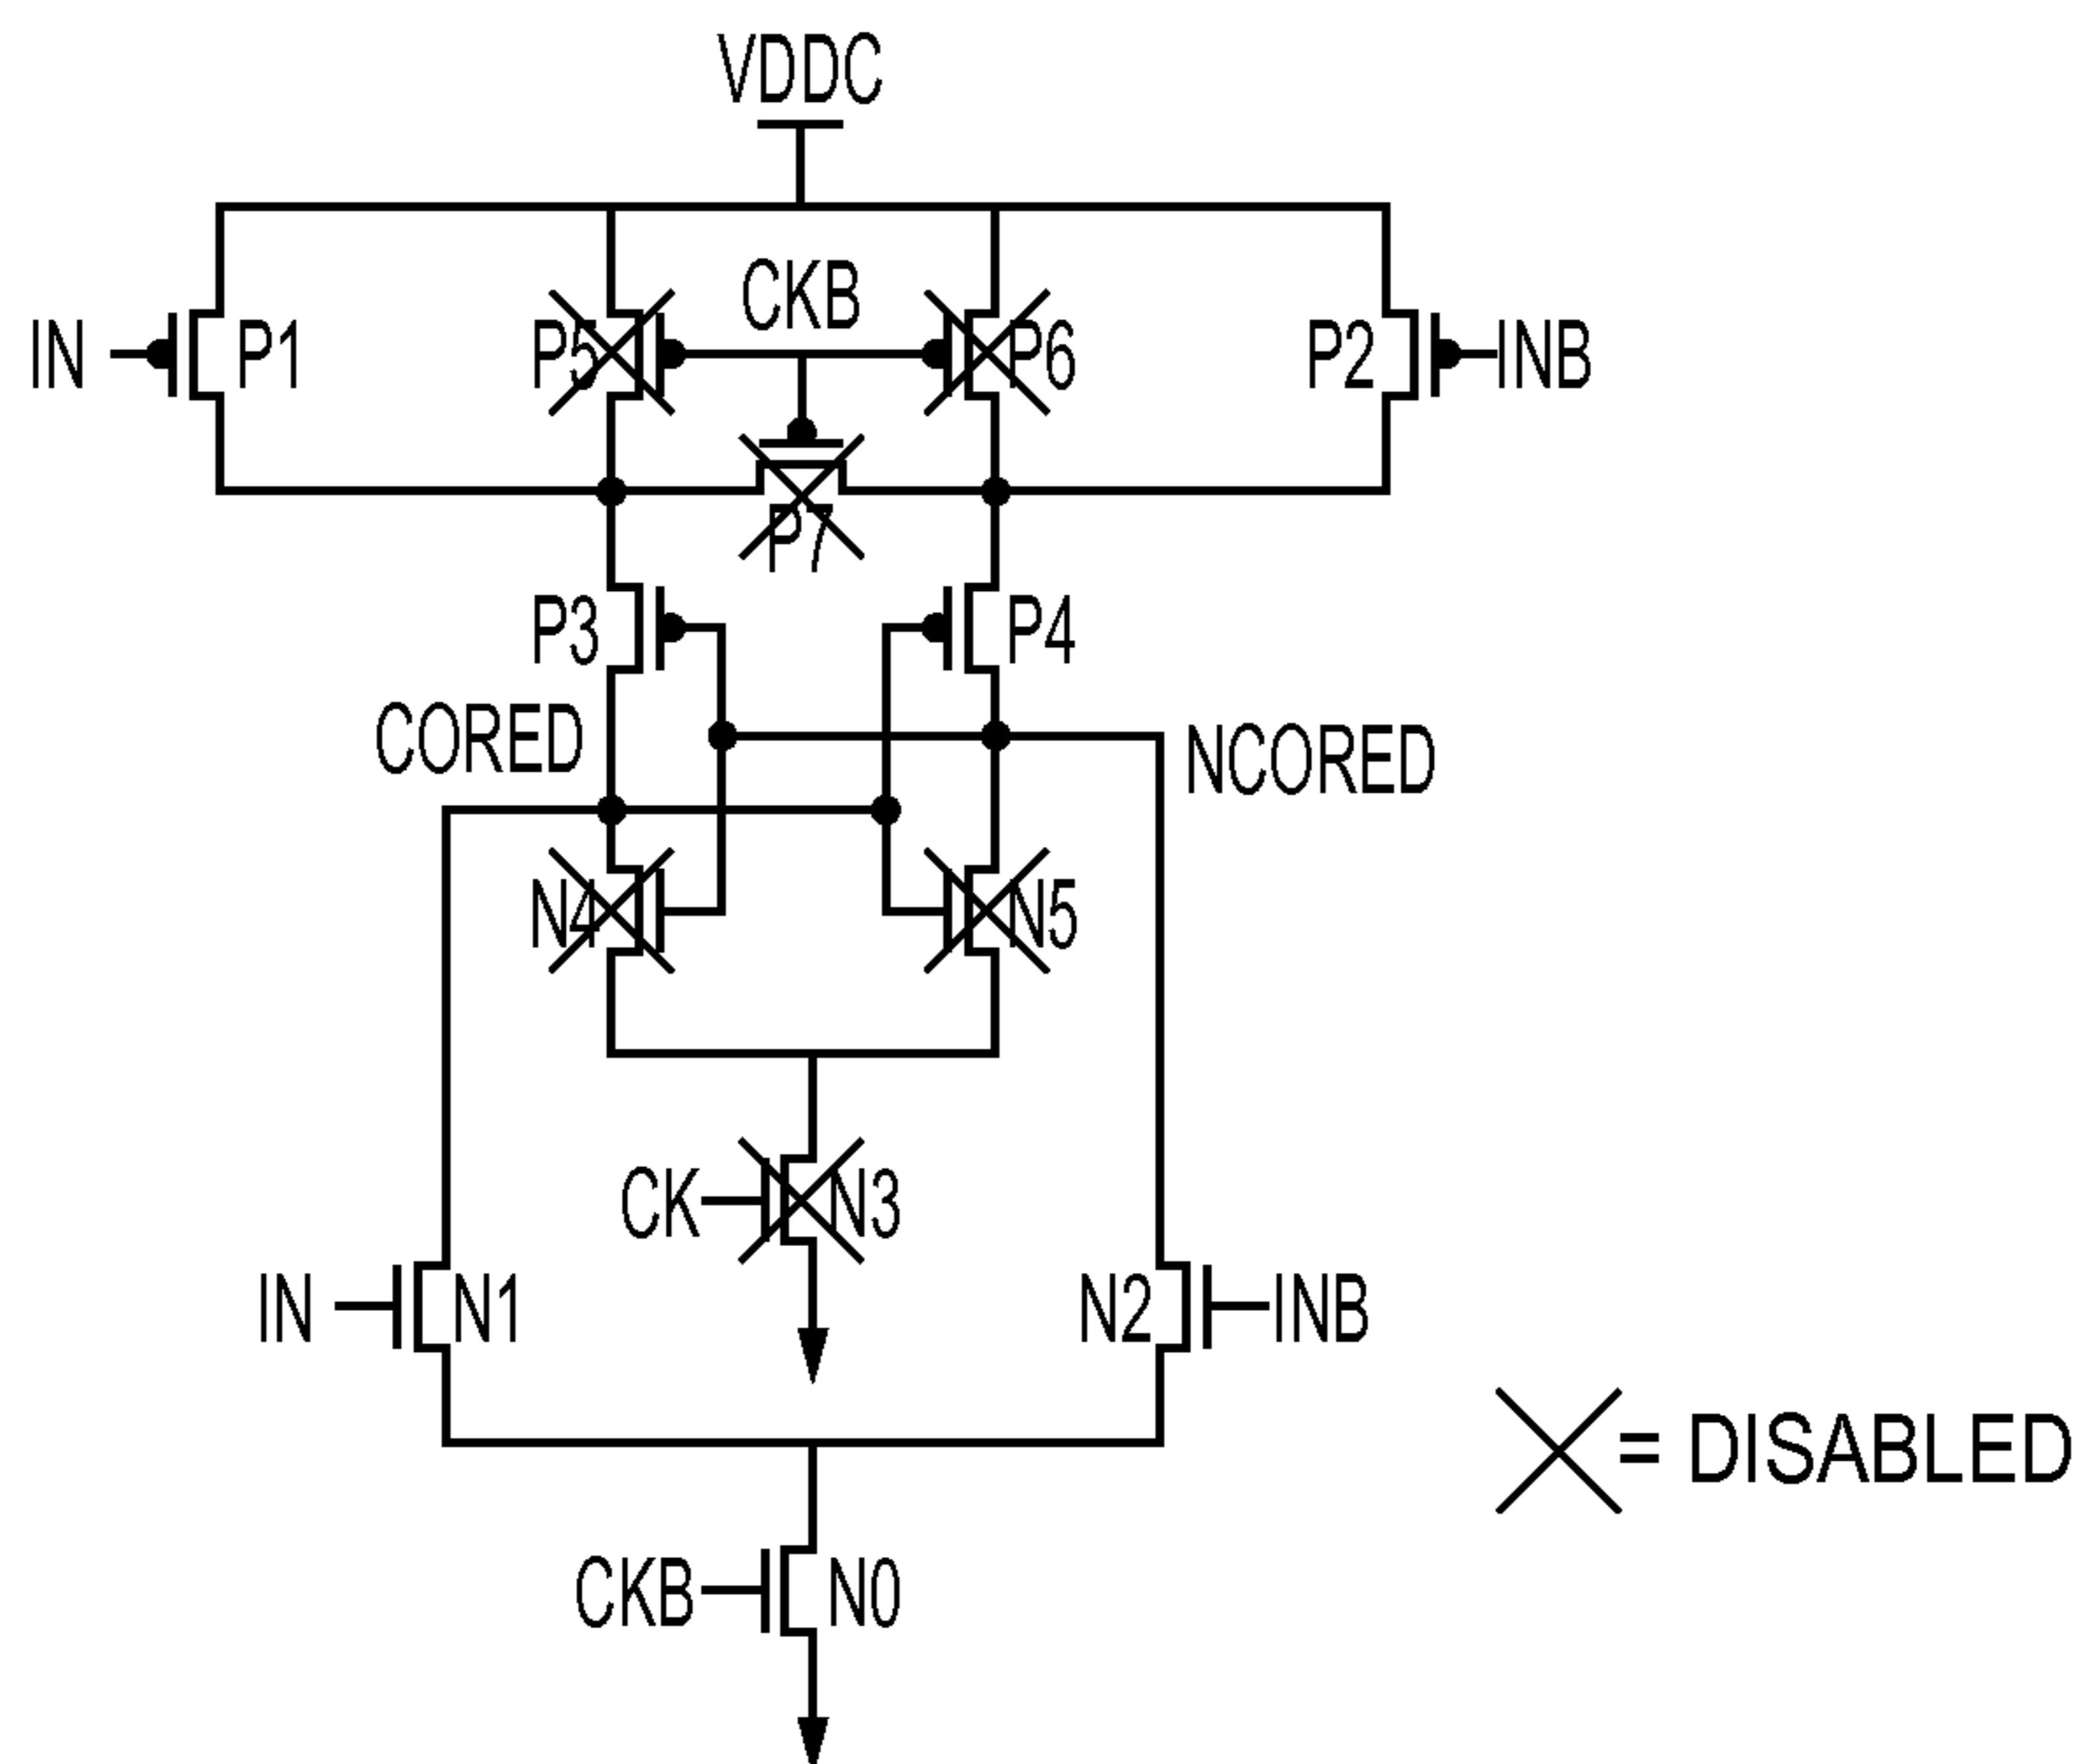 VDDC
CKB
IN P1 P5 P6 P2 INB
P7
P3 P4
CORED NCORED
N4 N5
CK N3
IN N1 N2 INB
= DISABLED
CKB N0